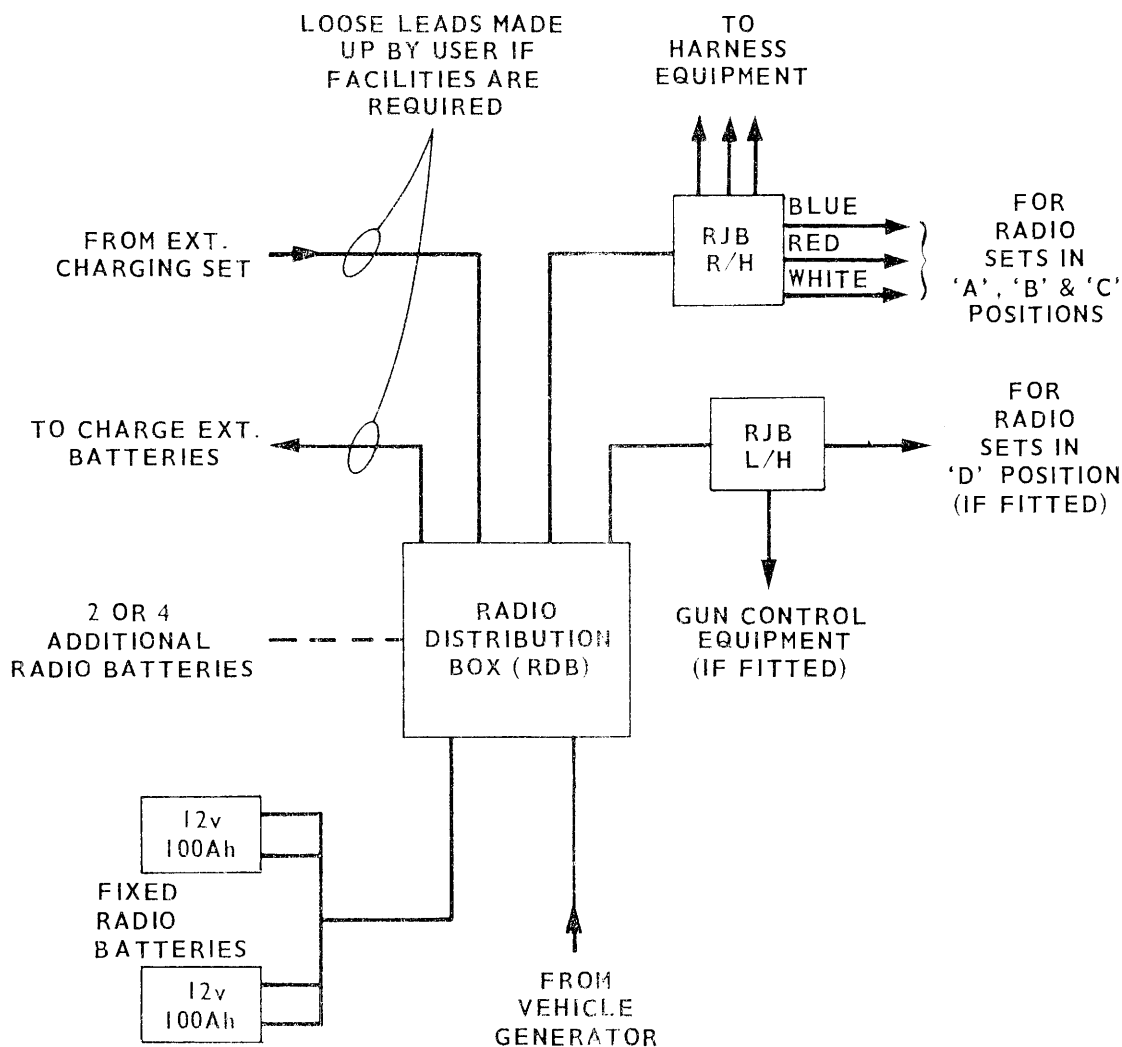 LOOSE LEADS MADE
UP BY USER IF
FACILITIES ARE
REQUIRED
TO
HARNESS
EQUIPMENT
FROM EXT.
CHARGING SET
RJB
R/H
BLUE
RED
WHITE
FOR
RADIO
SETS IN
'A', 'B' & 'C'
POSITIONS
TO CHARGE EXT.
BATTERIES
RJB
L/H
FOR
RADIO
SETS IN
'D' POSITION
(IF FITTED)
2 OR 4
ADDITIONAL
RADIO BATTERIES
RADIO
DISTRIBUTION
BOX (RDB)
GUN CONTROL
EQUIPMENT
(IF FITTED)
12v
100Ah
FIXED
RADIO
BATTERIES
12v
100Ah
FROM
VEHICLE
GENERATOR